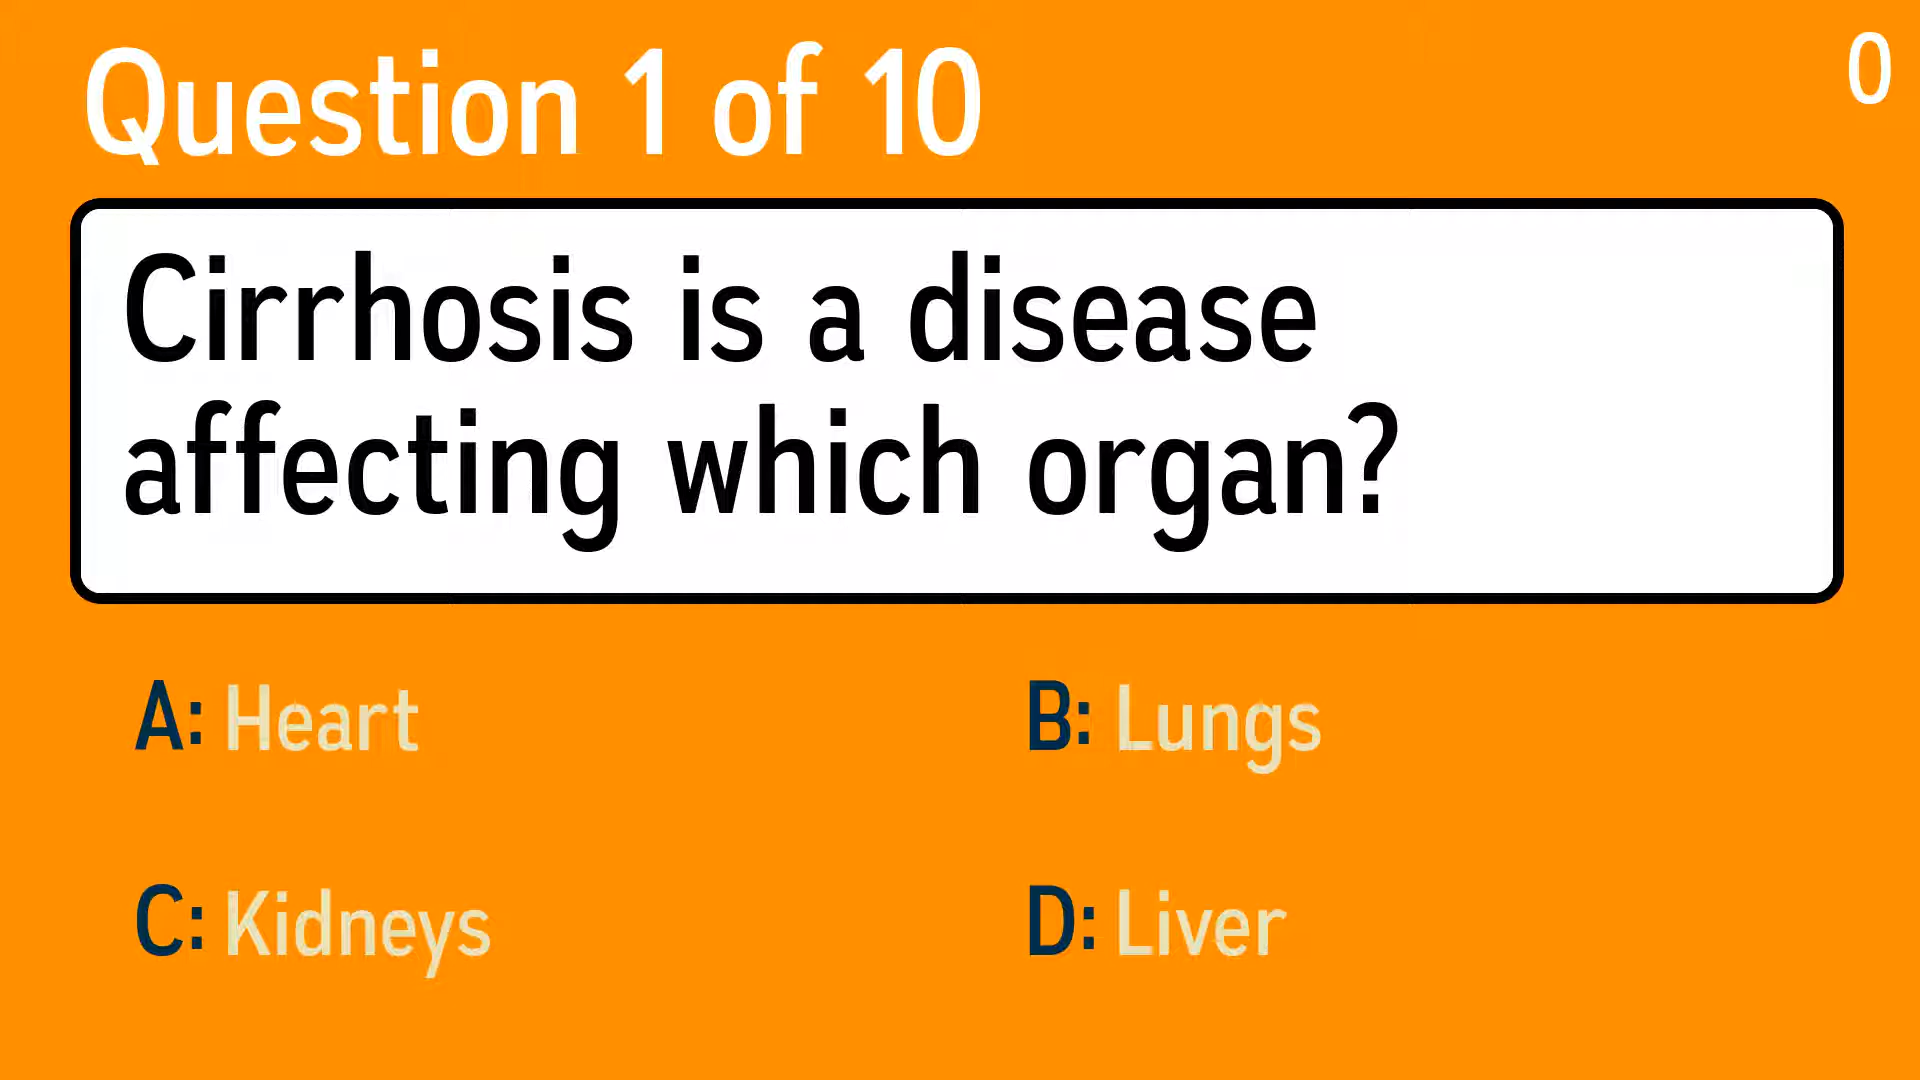 Question 1 of 10
0
Cirrhosis is a disease
affecting which organ?
A: Heart
B: Lungs
C: Kidneys
D: Liver